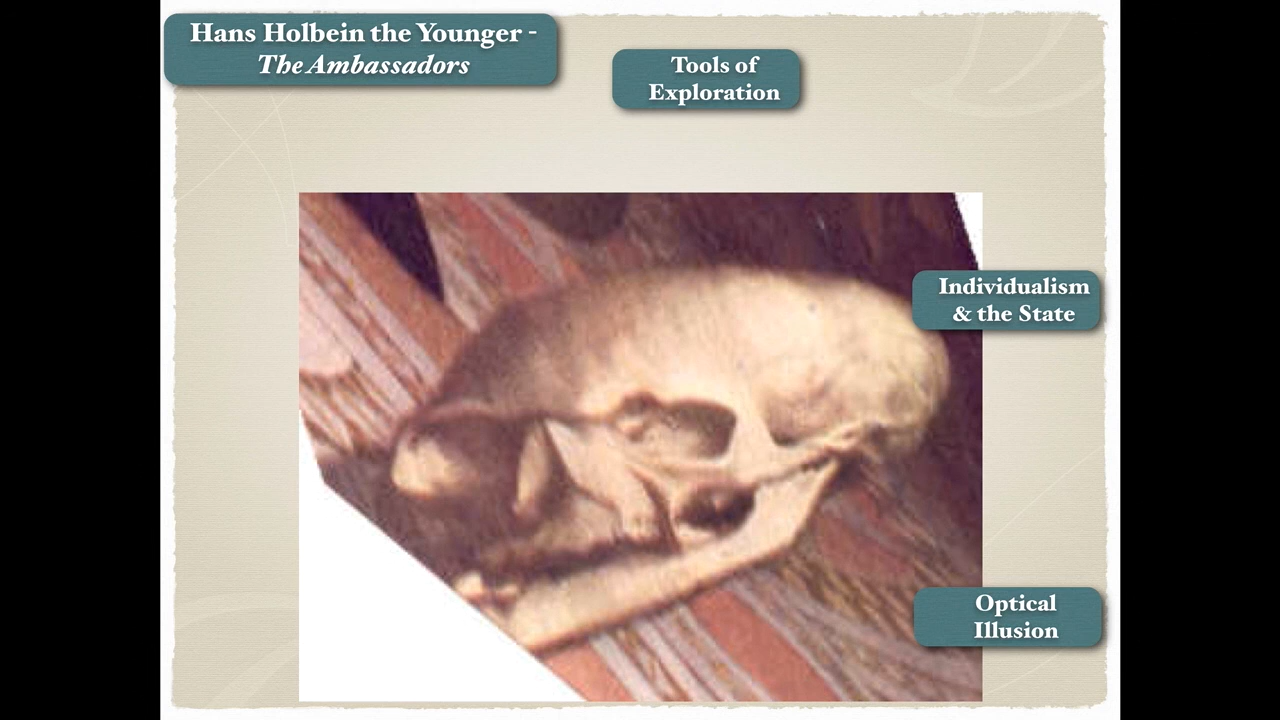 Hans Holbein the Younger -
The Ambassadors
Tools of
Exploration
Individualism
& the State
Optical
Illusion